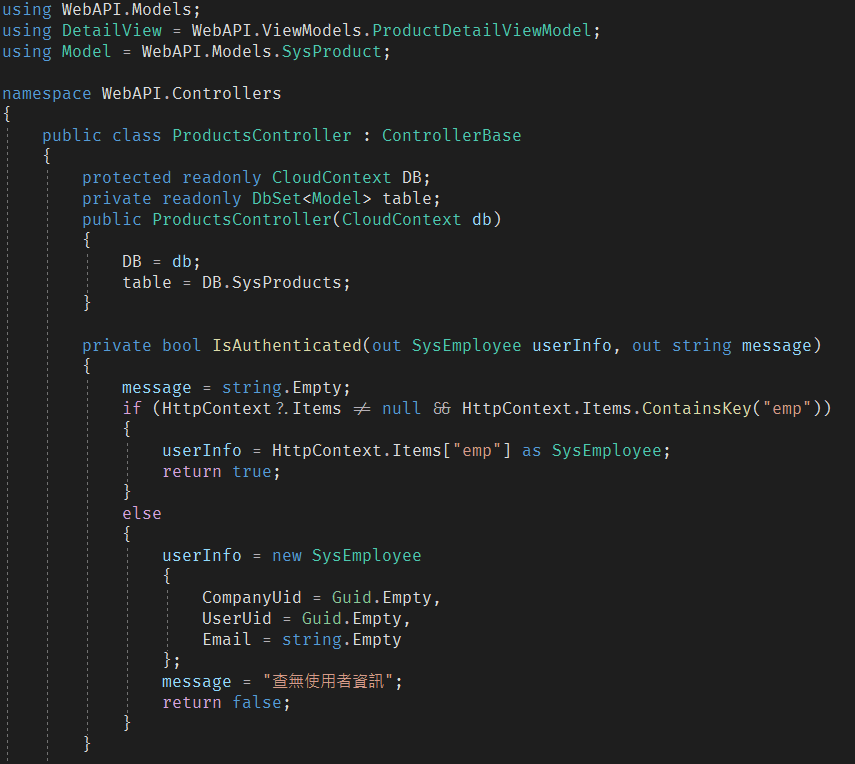 using WebAPI.Models;
using DetailView = WebAPI.ViewModels.ProductDetailViewModel;
using Model = WebAPI.Models.SysProduct;
namespace WebAPI.Controllers
{
public class ProductsController : ControllerBase
{
protected readonly CloudContext DB;
private readonly DbSet<Model> table;
public ProductsController(CloudContext db)
{
DB = db;
table = DB.SysProducts;
}
private bool IsAuthenticated(out SysEmployee userInfo, out string message)
{
message = string.Empty;
if (HttpContext?.Items != null && HttpContext.Items.ContainsKey("emp"))
{
userInfo = HttpContext.Items["emp"] as SysEmployee;
return true;
}
else
{
userInfo = new SysEmployee
{
CompanyUid = Guid.Empty,
UserUid = Guid.Empty,
Email = string.Empty
};
message = "查無使用者資訊";
return false;
}
}